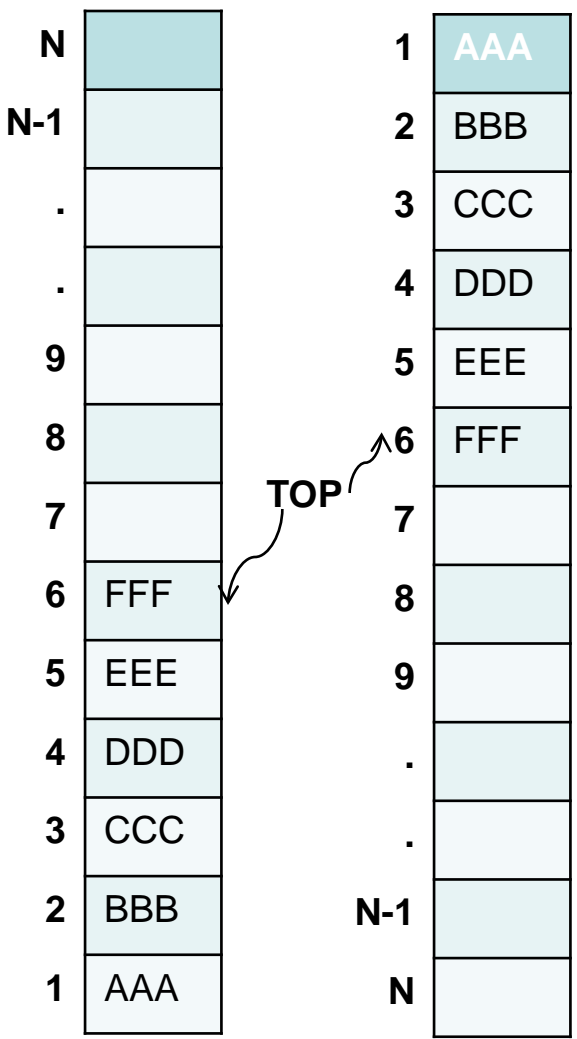 N
N-1
.
.
9
8
7
6 FFF
5 EEE
4 DDD
3 CCC
2 BBB
1 AAA
TOP
1 AAA
2 BBB
3 CCC
4 DDD
5 EEE
6 FFF
7
8
9
.
.
N-1
N